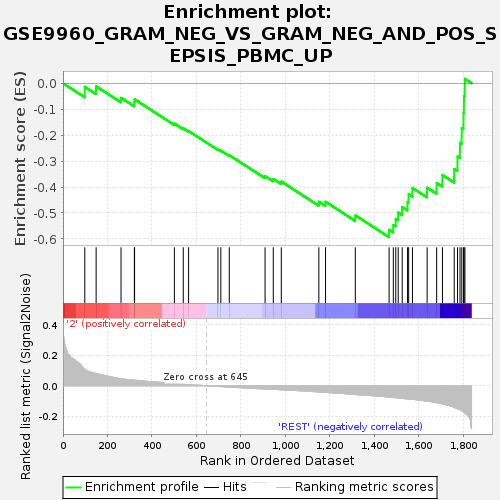 Enrichment plot:
GSE9960_GRAM_NEG_VS_GRAM_NEG_AND_POS_S
EPSIS_PBMC_UP
Enrichment score (ES)
0.0
-0.1
-0.2
-0.3
-0.4
-0.5
-0.6
'2' (positively correlated)
Ranked list metric (Signal2Noise)
0.4
0.2
0.0
-0.2
Zero cross at 645
'REST' (negatively correlated)
0 200 400 600 800 1,000 1,200 1,400 1,600 1,800
Rank in Ordered Dataset
Enrichment profile Hits Ranking metric scores